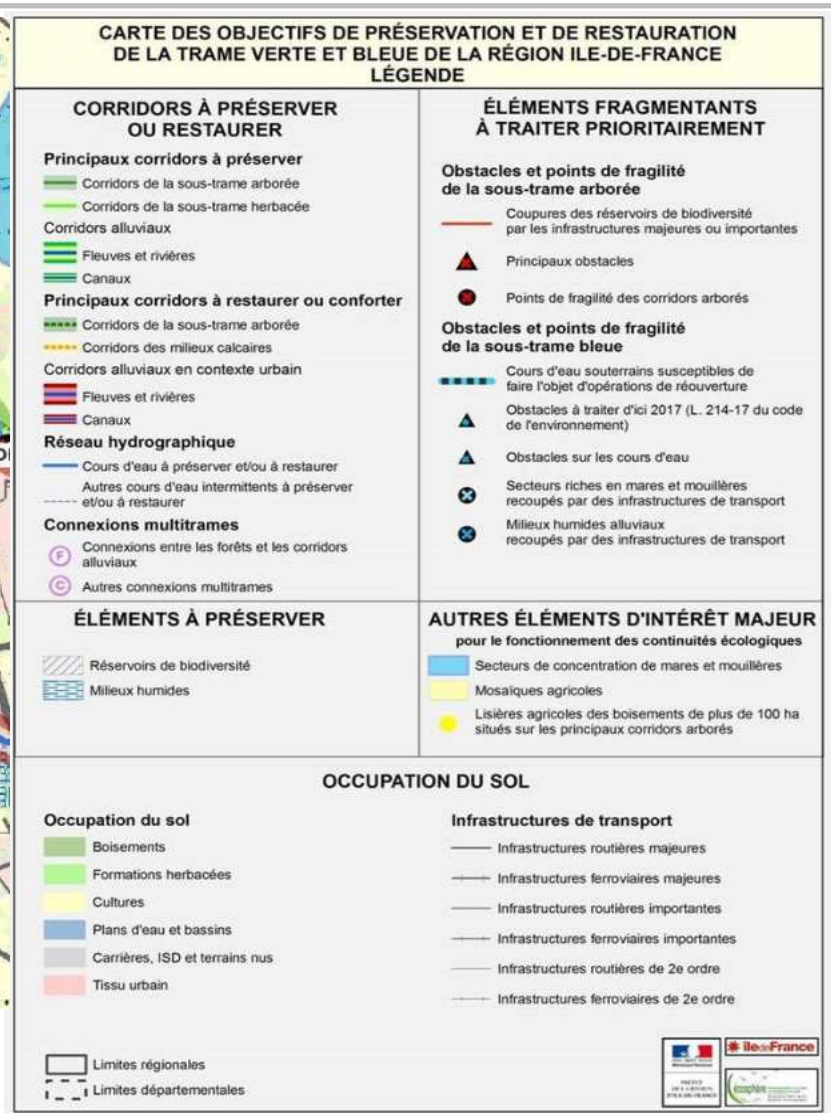 CARTE DES OBJECTIFS DE PRÉSERVATION ET DE RESTAURATION
DE LA TRAME VERTE ET BLEUE DE LA RÉGION ILE-DE-FRANCE
LÉGENDE
CORRIDORS À PRÉSERVER
OU RESTAURER
Principaux corridors à préserver
Corridors de la sous-trame arborée
Corridors de la sous-trame herbacée
Corridors alluviaux
Fleuves et rivières
Canaux
Principaux corridors à restaurer ou conforter
Corridors de la sous-trame arborée
Corridors des milieux calcaires
Corridors alluviaux en contexte urbain
Fleuves et rivières
Canaux
Réseau hydrographique
Cours d'eau à préserver et/ou à restaurer
Autres cours d'eau intermittents à préserver
et/ou à restaurer
Connexions multitrames
F
Connexions entre les forêts et les corridors
alluviaux
C
Autres connexions multitrames
ÉLÉMENTS FRAGMENTANTS
À TRAITER PRIORITAIREMENT
Obstacles et points de fragilité
de la sous-trame arborée
Coupures des réservoirs de biodiversité
par les infrastructures majeures ou importantes
Principaux obstacles
Points de fragilité des corridors arborés
Obstacles et points de fragilité
de la sous-trame bleue
Cours d'eau souterrains susceptibles de
faire l'objet d'opérations de réouverture
Obstacles à traiter d'ici 2017 (L. 214-17 du code
de l'environnement)
Obstacles sur les cours d'eau
Secteurs riches en mares et mouillères
recoupés par des infrastructures de transport
Milieux humides alluviaux
recoupés par des infrastructures de transport
ÉLÉMENTS À PRÉSERVER
Réservoirs de biodiversité
Milieux humides
AUTRES ÉLÉMENTS D'INTÉRÊT MAJEUR
pour le fonctionnement des continuités écologiques
Secteurs de concentration de mares et mouillères
Mosaïques agricoles
Lisières agricoles des boisements de plus de 100 ha
situés sur les principaux corridors arborés
OCCUPATION DU SOL
Occupation du sol
Boisements
Formations herbacées
Cultures
Plans d'eau et bassins
Carrières, ISD et terrains nus
Tissu urbain
Infrastructures de transport
Infrastructures routières majeures
Infrastructures ferroviaires majeures
Infrastructures routières importantes
Infrastructures ferroviaires importantes
Infrastructures routières de 2e ordre
Infrastructures ferroviaires de 2e ordre
Limites régionales
Limites départementales
île de France
PRÉFET
DE LA RÉGION
D'ILE-DE-FRANCE
écosphère